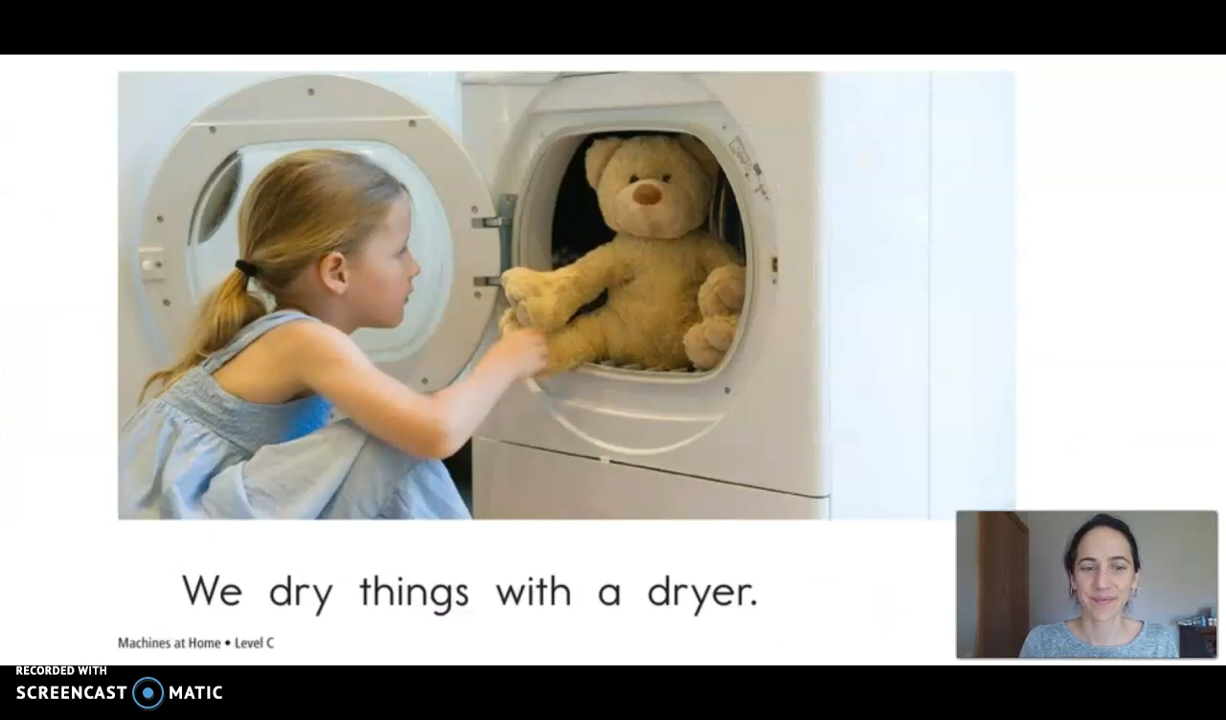 We dry things with a dryer.
Machines at Home • Level C
RECORDED WITH
SCREENCAST MATIC